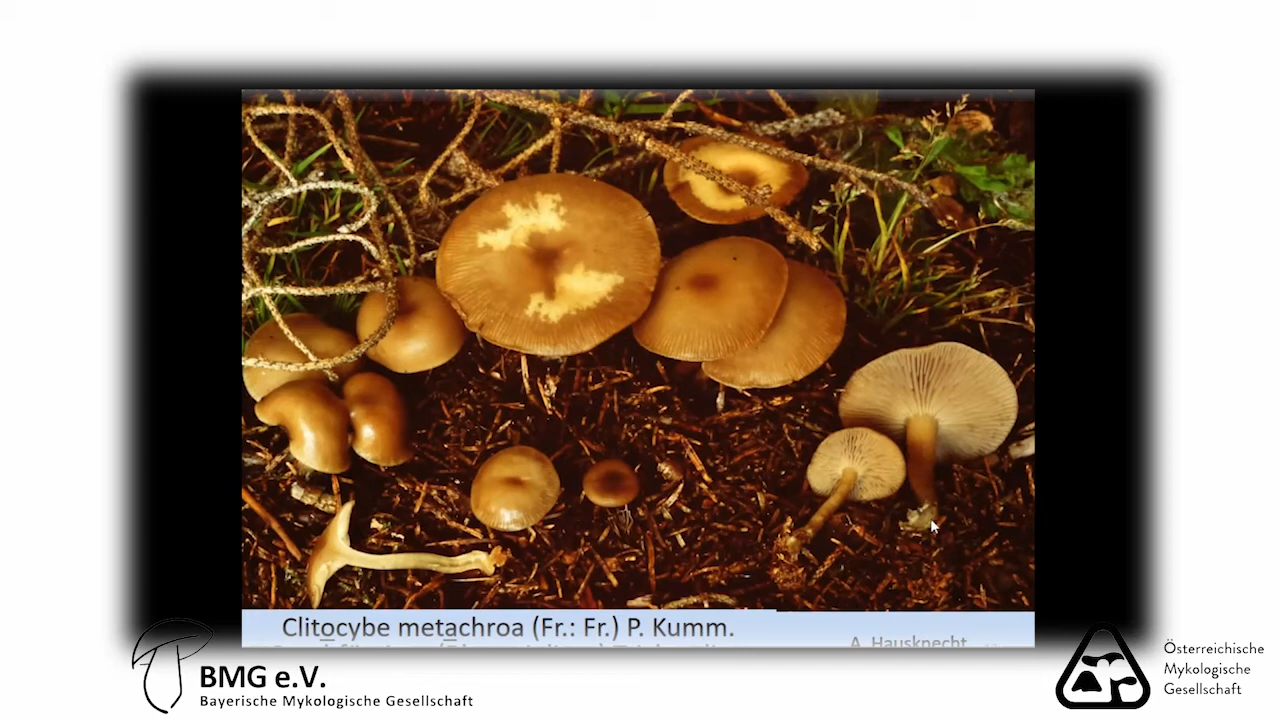 Clitocybe metachroa (Fr.: Fr.) P. Kumm.
A. Hausknecht
BMG e.V.
Bayerische Mykologische Gesellschaft
Österreichische
Mykologische
Gesellschaft